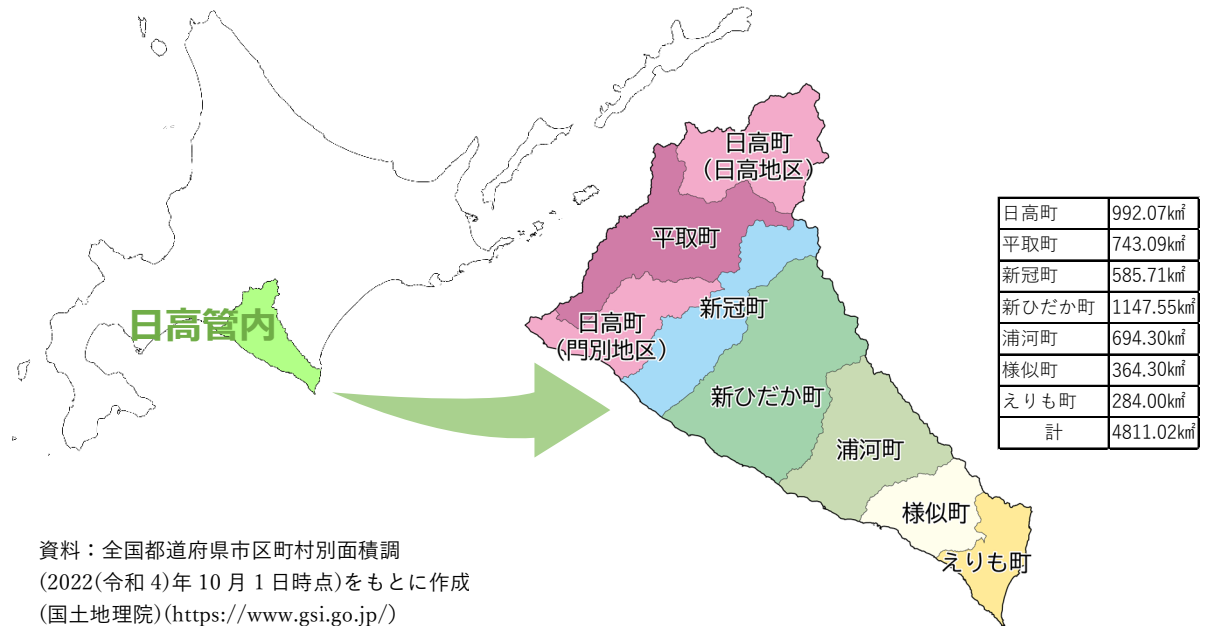 日高管内
日高町
（日高地区）
平取町
日高町
（門別地区）
新冠町
新ひだか町
浦河町
様似町
えりも町
日高町 992.07㎢
平取町 743.09㎢
新冠町 585.71㎢
新ひだか町 1147.55㎢
浦河町 694.30㎢
様似町 364.30㎢
えりも町 284.00㎢
計 4811.02㎢
資料：全国都道府県市区町村別面積調
(2022(令和 4)年 10 月 1 日時点)をもとに作成
(国土地理院)(https://www.gsi.go.jp/)